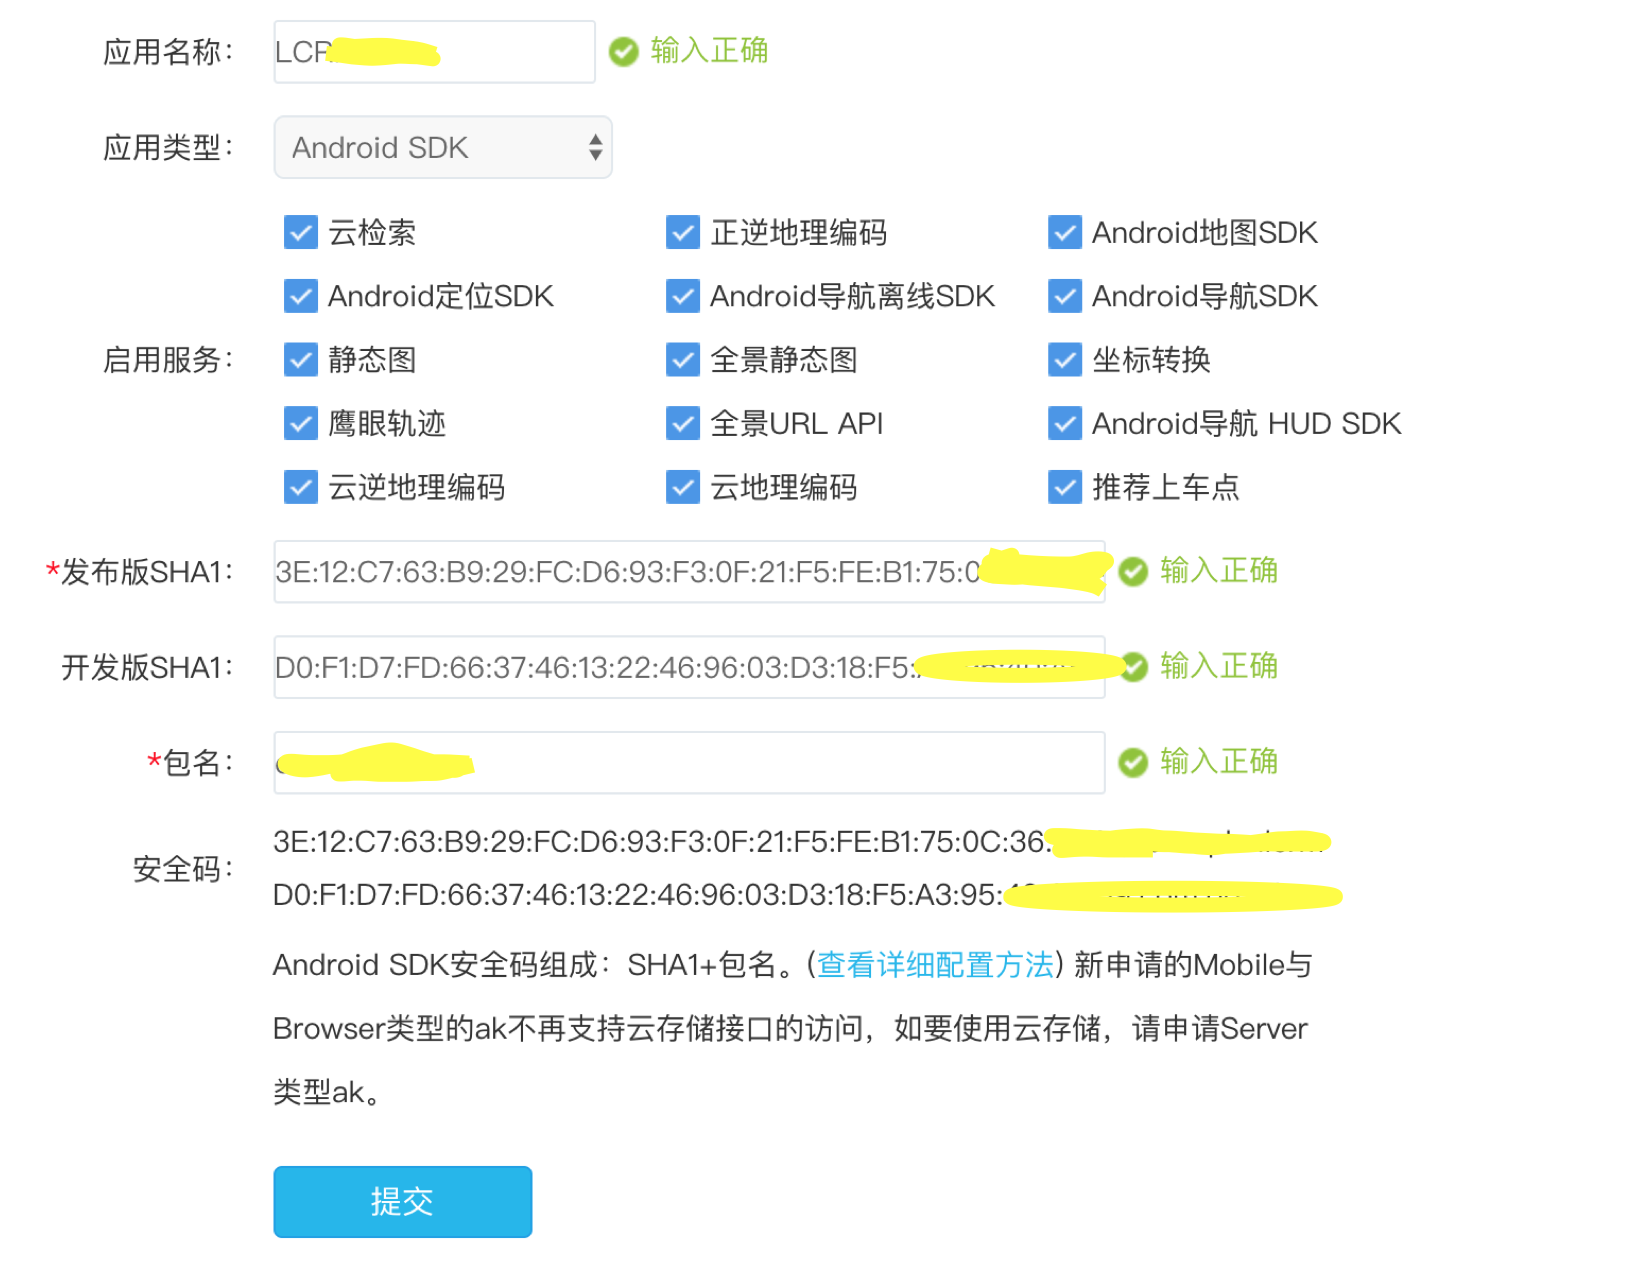 应用名称： LCR 输入正确
应用类型： Android SDK
云检索 正逆地理编码 Android地图SDK
Android定位SDK Android导航离线SDK Android导航SDK
启用服务： 静态图 全景静态图 坐标转换
鹰眼轨迹 全景URL API Android导航 HUD SDK
云逆地理编码 云地理编码 推荐上车点
*发布版SHA1： 3E:12:C7:63:B9:29:FC:D6:93:F3:0F:21:F5:FE:B1:75:0 输入正确
开发版SHA1： D0:F1:D7:FD:66:37:46:13:22:46:96:03:D3:18:F5: 输入正确
*包名： 输入正确
安全码：
3E:12:C7:63:B9:29:FC:D6:93:F3:0F:21:F5:FE:B1:75:0C:36:
D0:F1:D7:FD:66:37:46:13:22:46:96:03:D3:18:F5:A3:95:
Android SDK安全码组成：SHA1+包名。（查看详细配置方法）新申请的Mobile与
Browser类型的ak不再支持云存储接口的访问，如要使用云存储，请申请Server
类型ak。
提交